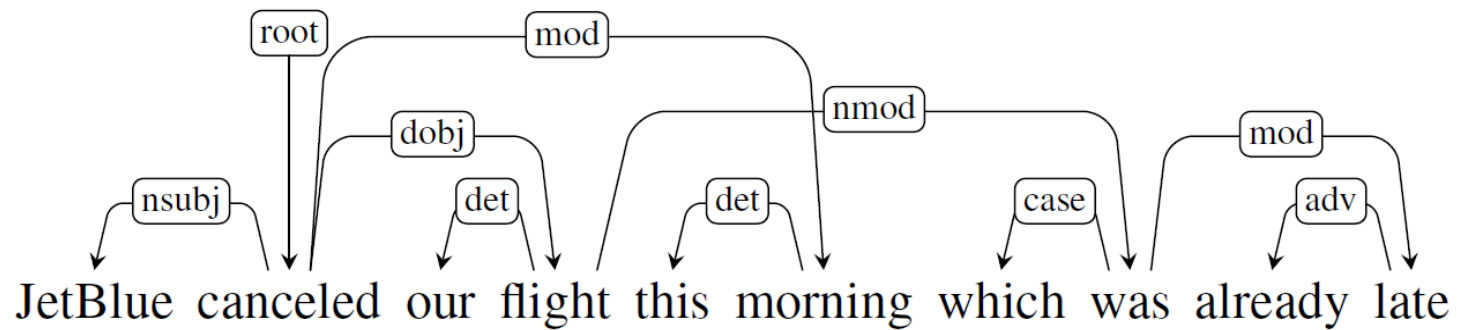 root mod
nmod
dobj mod
nsubj det det case adv
JetBlue canceled our flight this morning which was already late